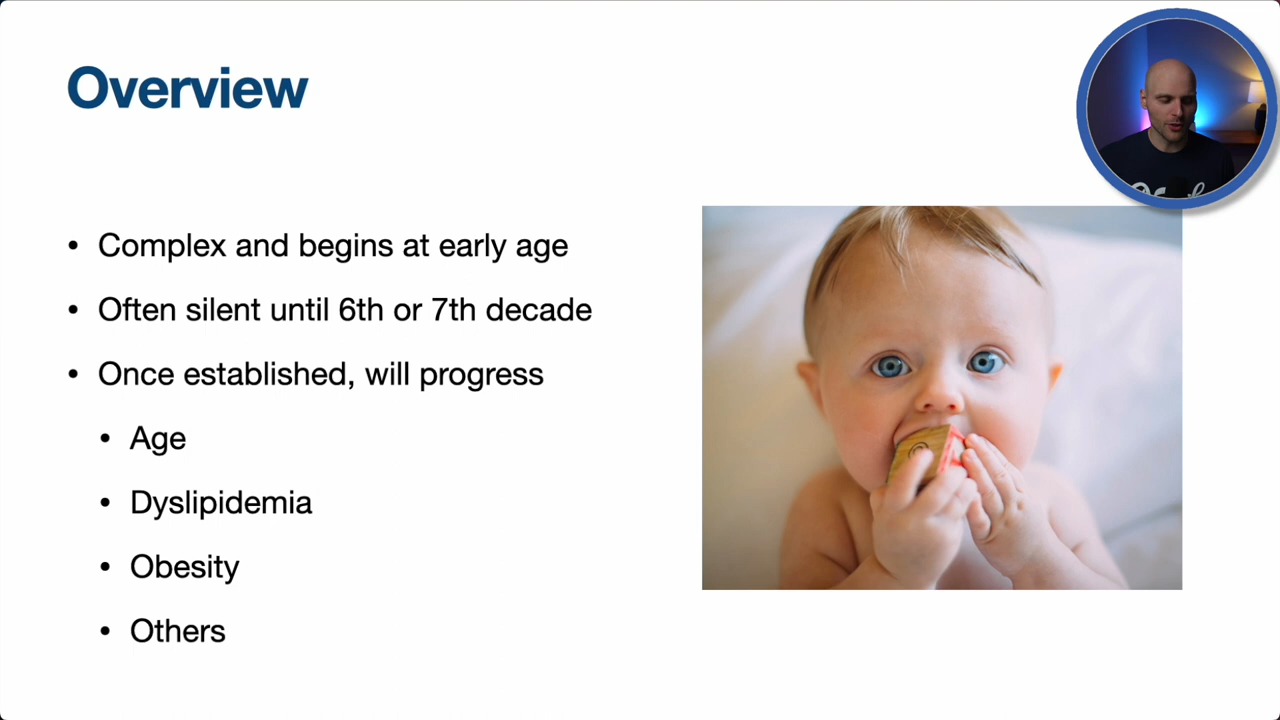 Overview
• Complex and begins at early age
• Often silent until 6th or 7th decade
• Once established, will progress
• Age
• Dyslipidemia
• Obesity
• Others